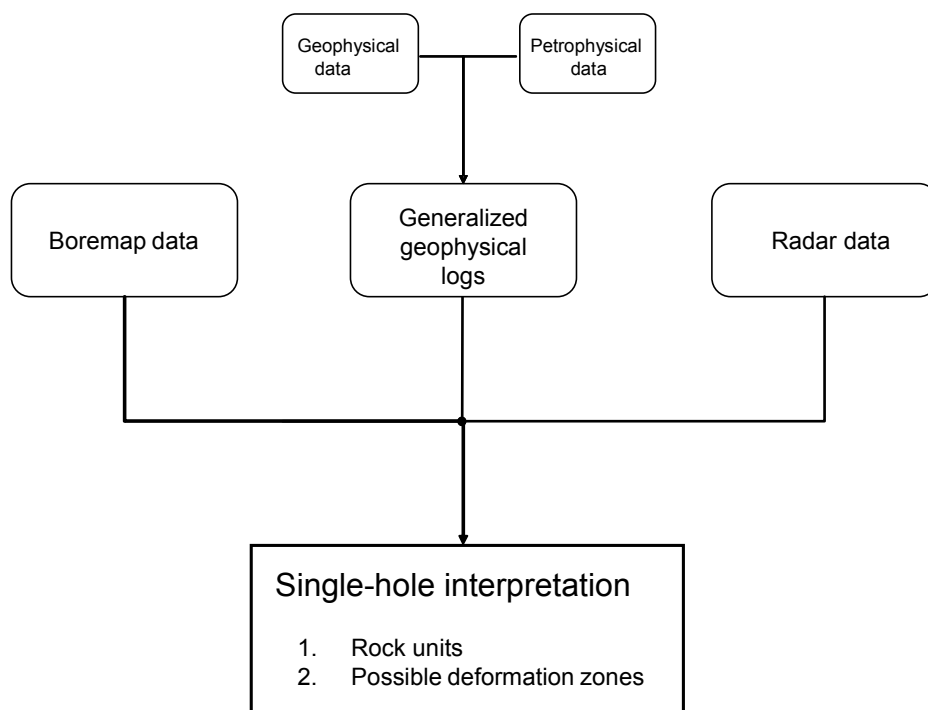 Geophysical
data
Petrophysical
data
Boremap data
Generalized
geophysical
logs
Radar data
Single-hole interpretation
1. Rock units
2. Possible deformation zones